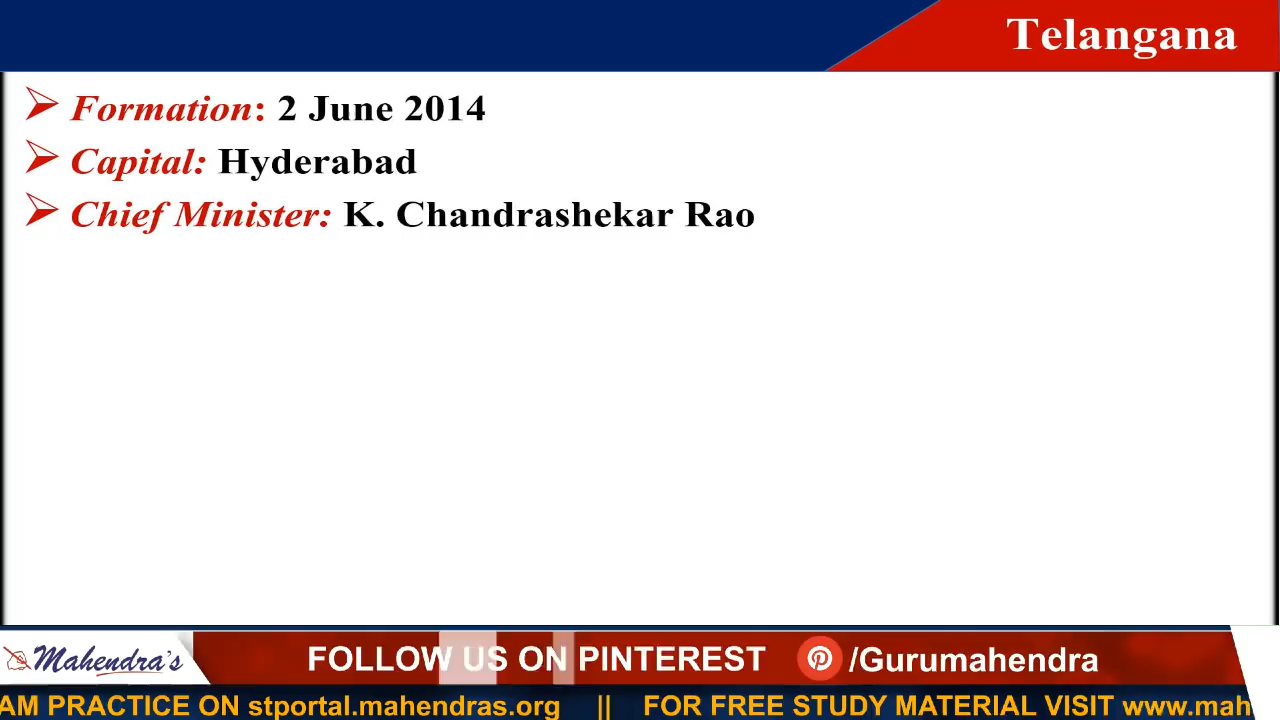 Telangana
Formation: 2 June 2014
Capital: Hyderabad
Chief Minister: K. Chandrashekar Rao
Mahendra's
FOLLOW US ON PINTEREST /Gurumahendra
AM PRACTICE ON stportal.mahendras.org || FOR FREE STUDY MATERIAL VISIT www.mah